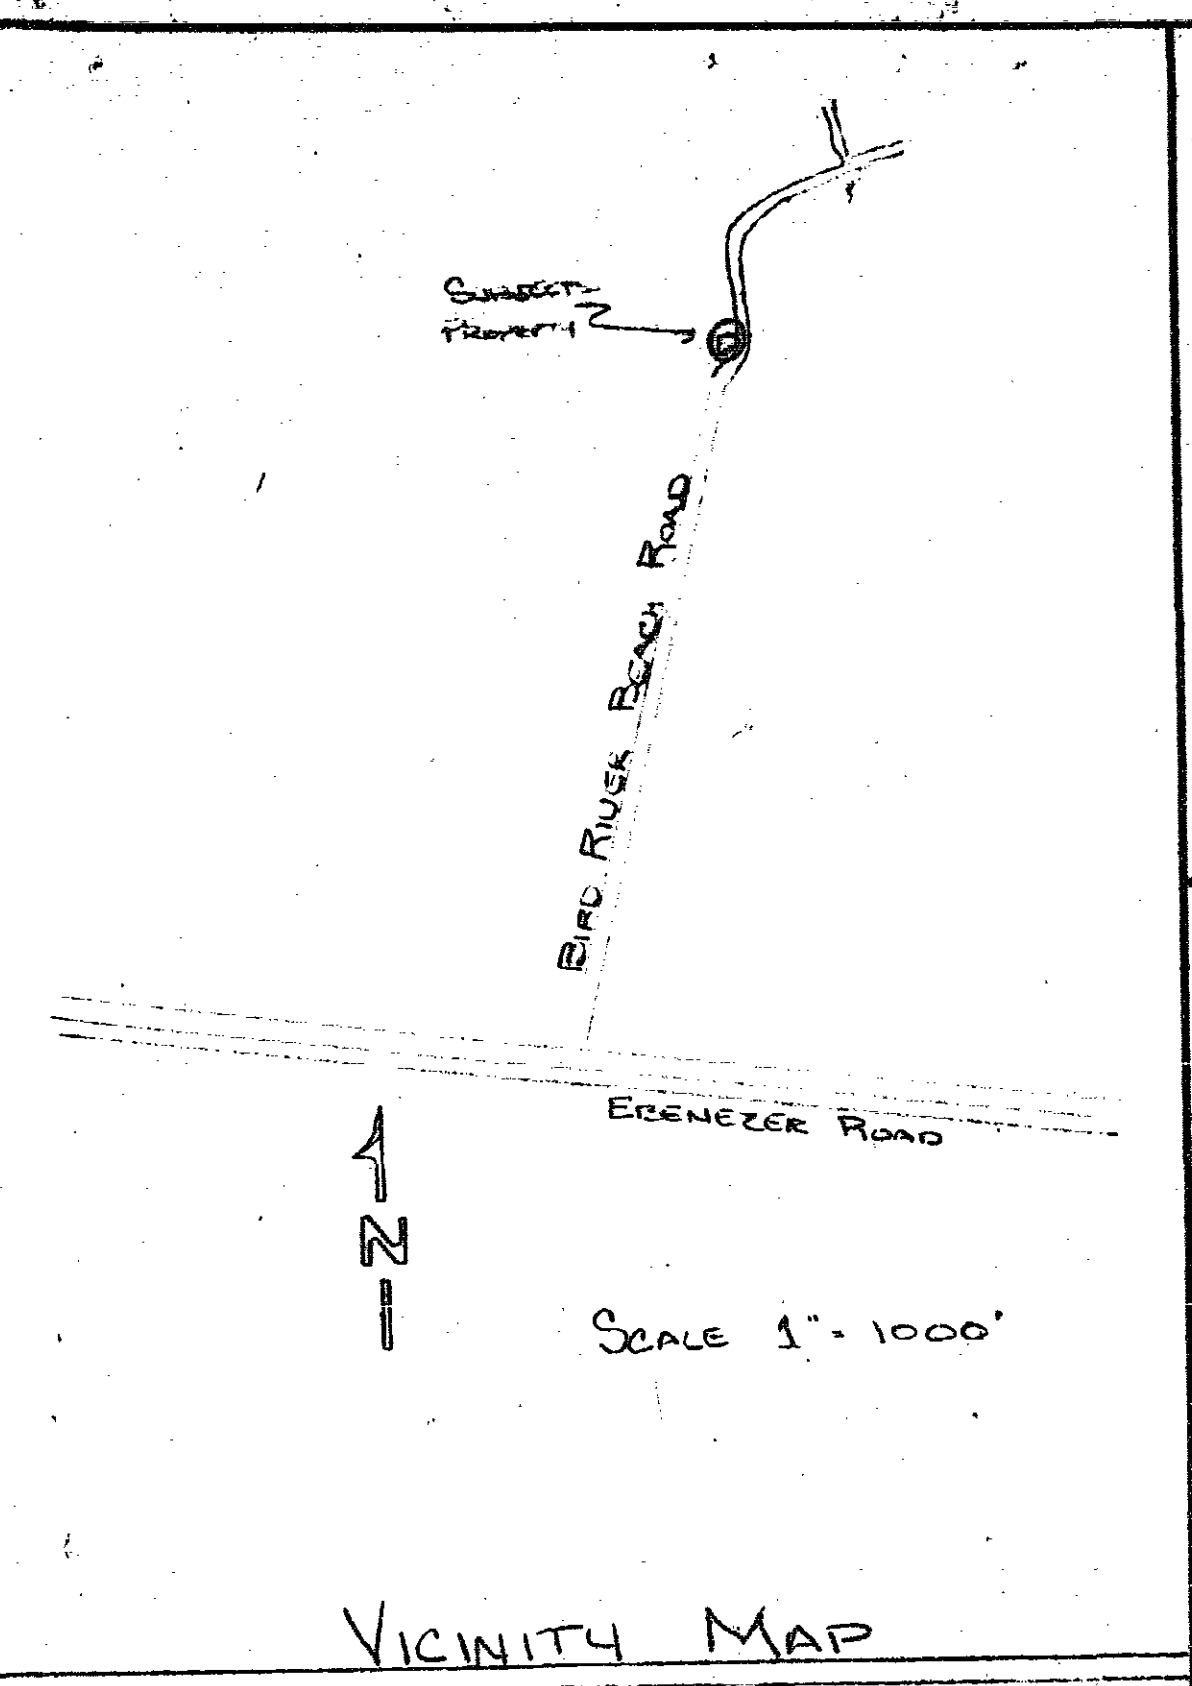 SUBJECT
PROPERTY
BIRD RIVER BEACH ROAD
EBENEZER ROAD
N
SCALE 1" = 1000'
VICINITY MAP